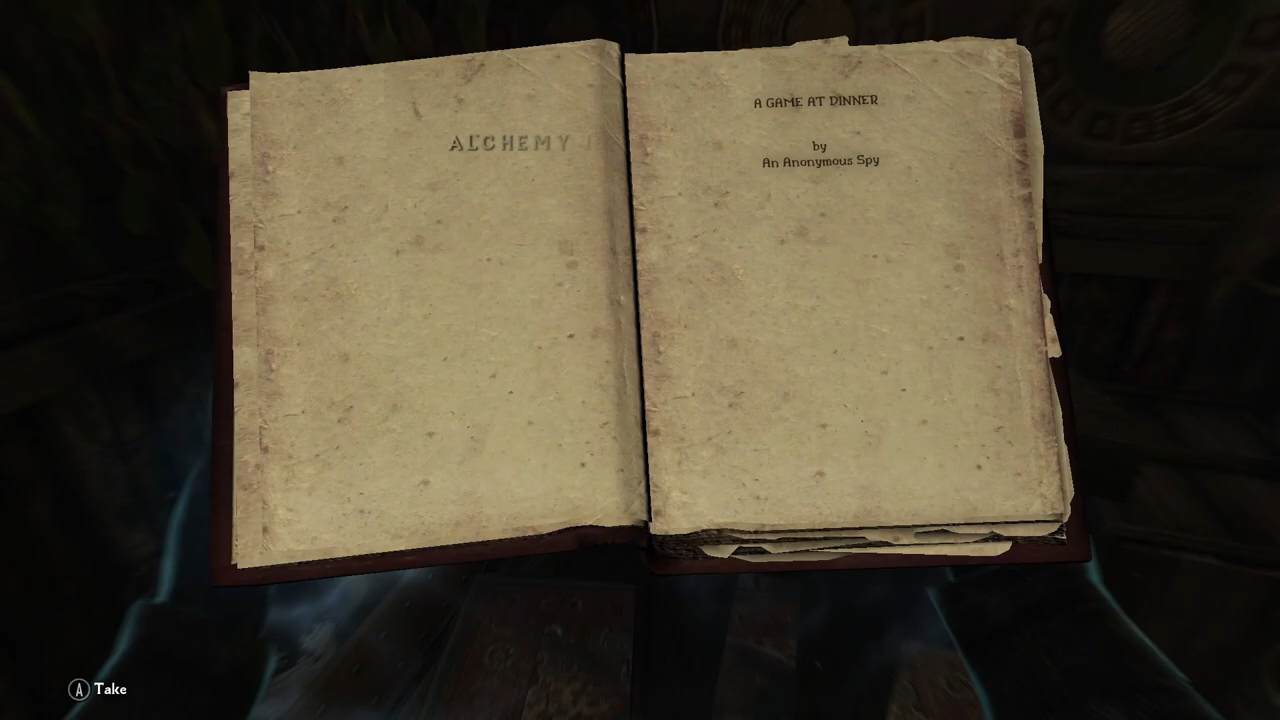 ALCHEMY
A GAME AT DINNER
by
An Anonymous Spy
A Take